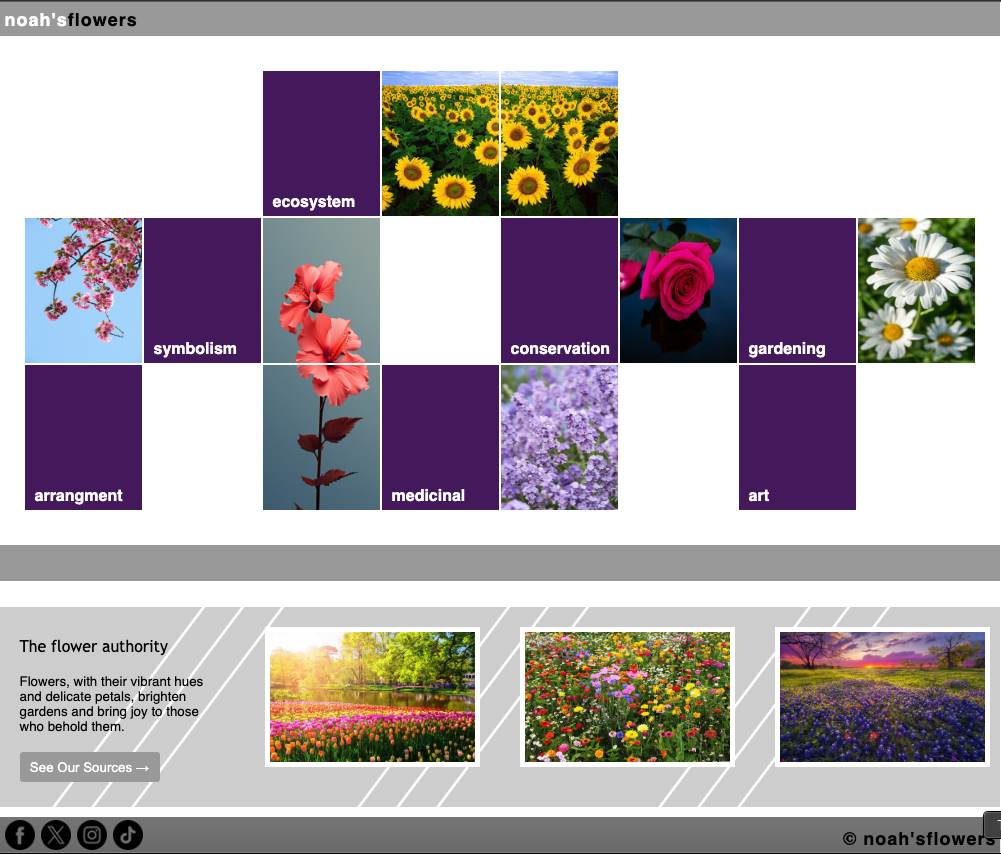 noah'sflowers
ecosystem
symbolism
conservation
gardening
arrangment
medicinal
art
The flower authority
Flowers, with their vibrant hues
and delicate petals, brighten
gardens and bring joy to those
who behold them.
See Our Sources →
© noah'sflowers